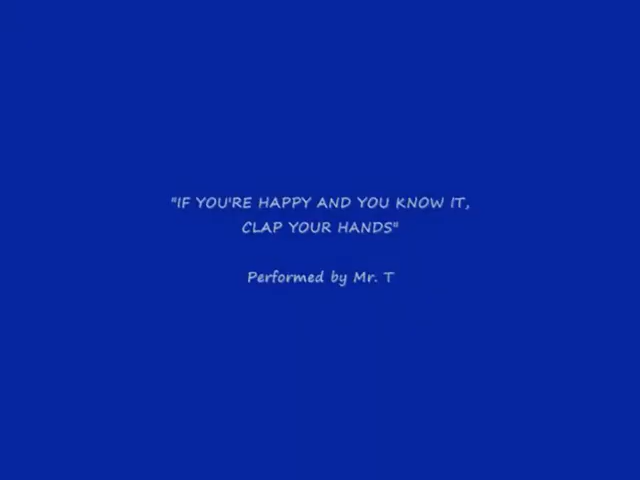 "IF YOU'RE HAPPY AND YOU KNOW IT,
CLAP YOUR HANDS"
Performed by Mr. T